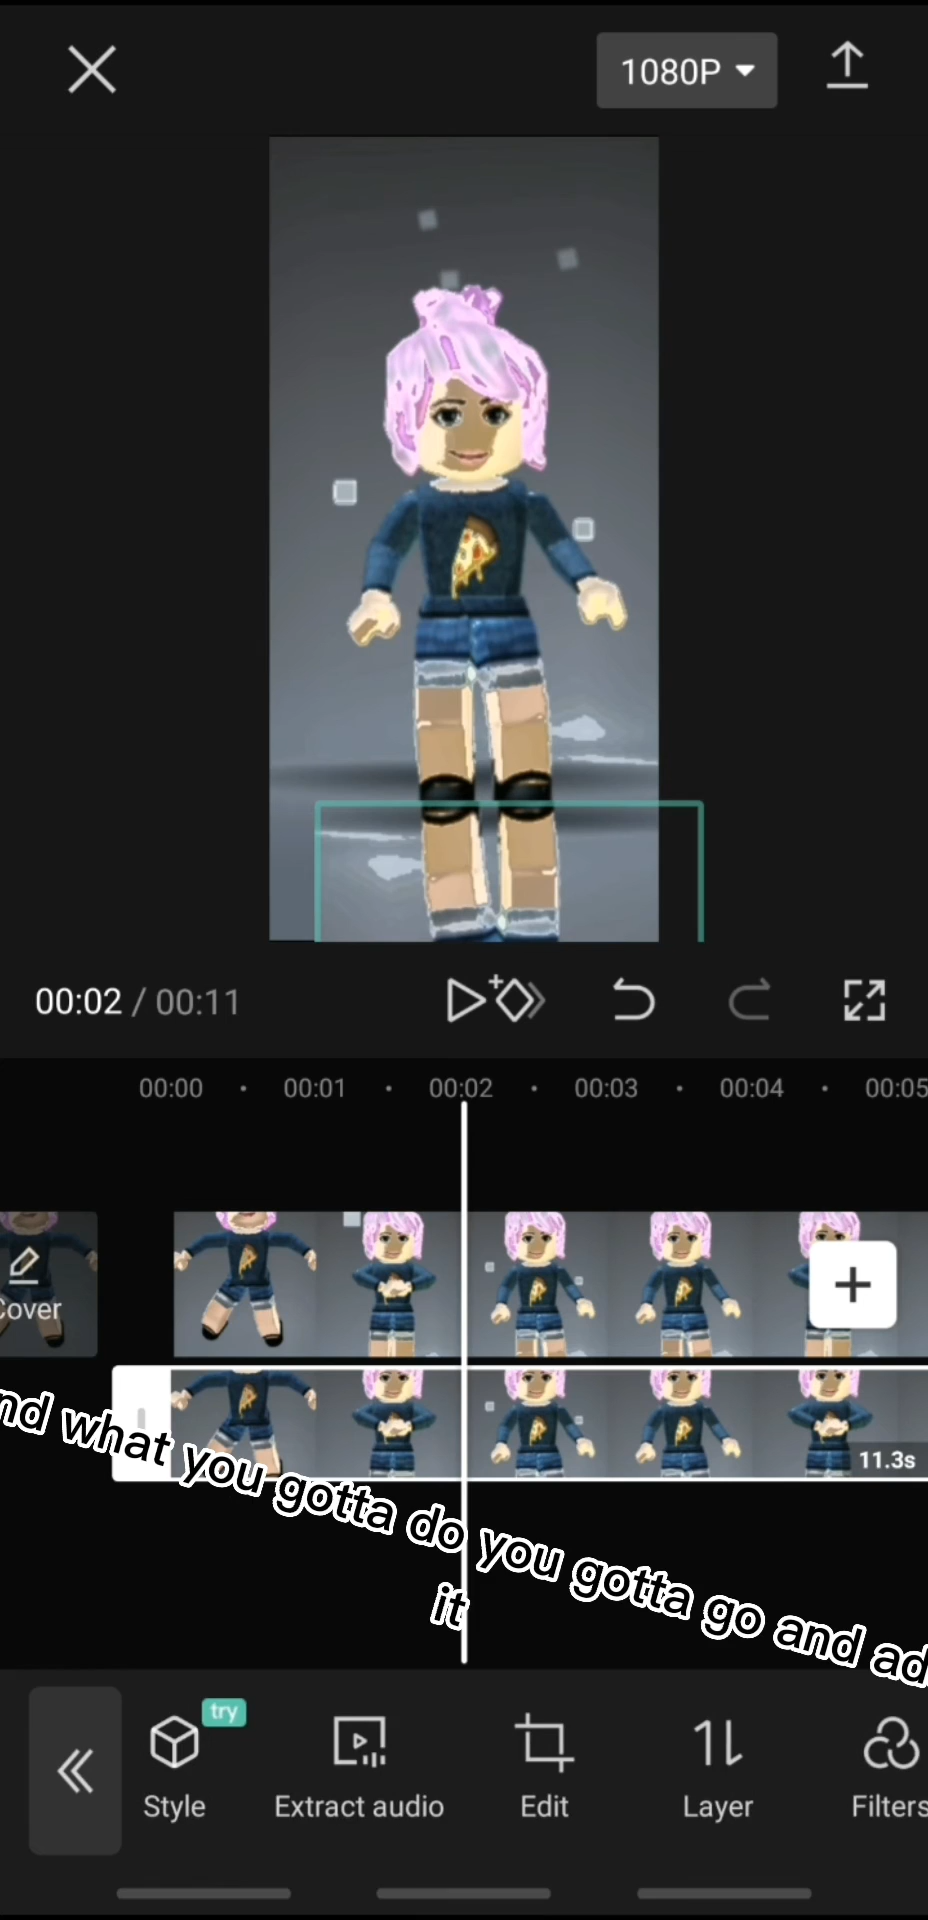 1080P
00:02 / 00:11
00:00 00:01 00:02 00:03 00:04 00:05
Cover
11.3s
nd what you gotta do you gotta go and ad
it
try
Style Extract audio Edit Layer Filters